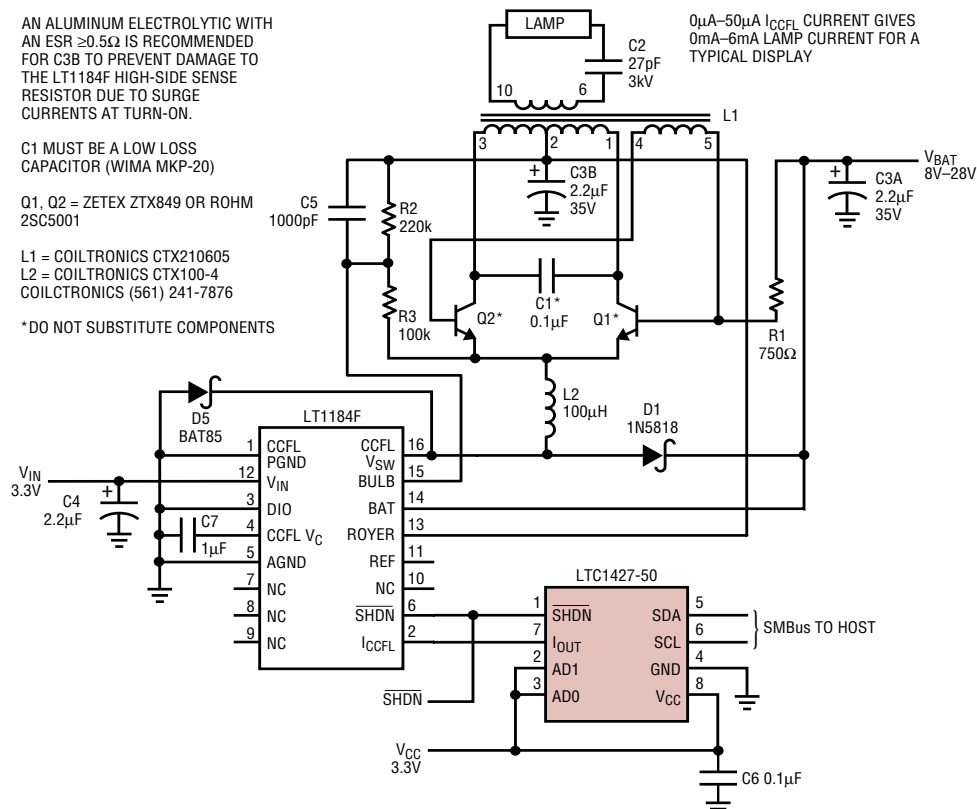 AN ALUMINUM ELECTROLYTIC WITH
AN ESR ≥0.5Ω IS RECOMMENDED
FOR C3B TO PREVENT DAMAGE TO
THE LT1184F HIGH-SIDE SENSE
RESISTOR DUE TO SURGE
CURRENTS AT TURN-ON.
C1 MUST BE A LOW LOSS
CAPACITOR (WIMA MKP-20)
Q1, Q2 = ZETEX ZTX849 OR ROHM
2SC5001
L1 = COILTRONICS CTX210605
L2 = COILTRONICS CTX100-4
COILCTRONICS (561) 241-7876
*DO NOT SUBSTITUTE COMPONENTS
0µA–50µA ICCFL CURRENT GIVES
0mA–6mA LAMP CURRENT FOR A
TYPICAL DISPLAY
LAMP
C2
27pF
3kV
10
6
L1
3
2
1
4
5
+
C3B
2.2µF
35V
VBAT
8V–28V
+
C3A
2.2µF
35V
C5
1000pF
R2
220k
R3
100k
Q2*
C1*
0.1µF
Q1*
R1
750Ω
L2
100µH
D1
1N5818
D5
BAT85
LT1184F
VIN
3.3V
+
C4
2.2µF
C7
1µF
1
CCFL
PGND
12
VIN
3
DIO
4
CCFL VC
5
AGND
7
NC
8
NC
9
NC
CCFL
VSW
16
BULB
15
BAT
14
ROYER
13
REF
11
NC
10
SHDN
6
ICCFL
2
LTC1427-50
1
SHDN
7
IOUT
2
AD1
3
AD0
SDA
5
SCL
6
GND
4
VCC
8
SMBus TO HOST
SHDN
VCC
3.3V
C6 0.1µF